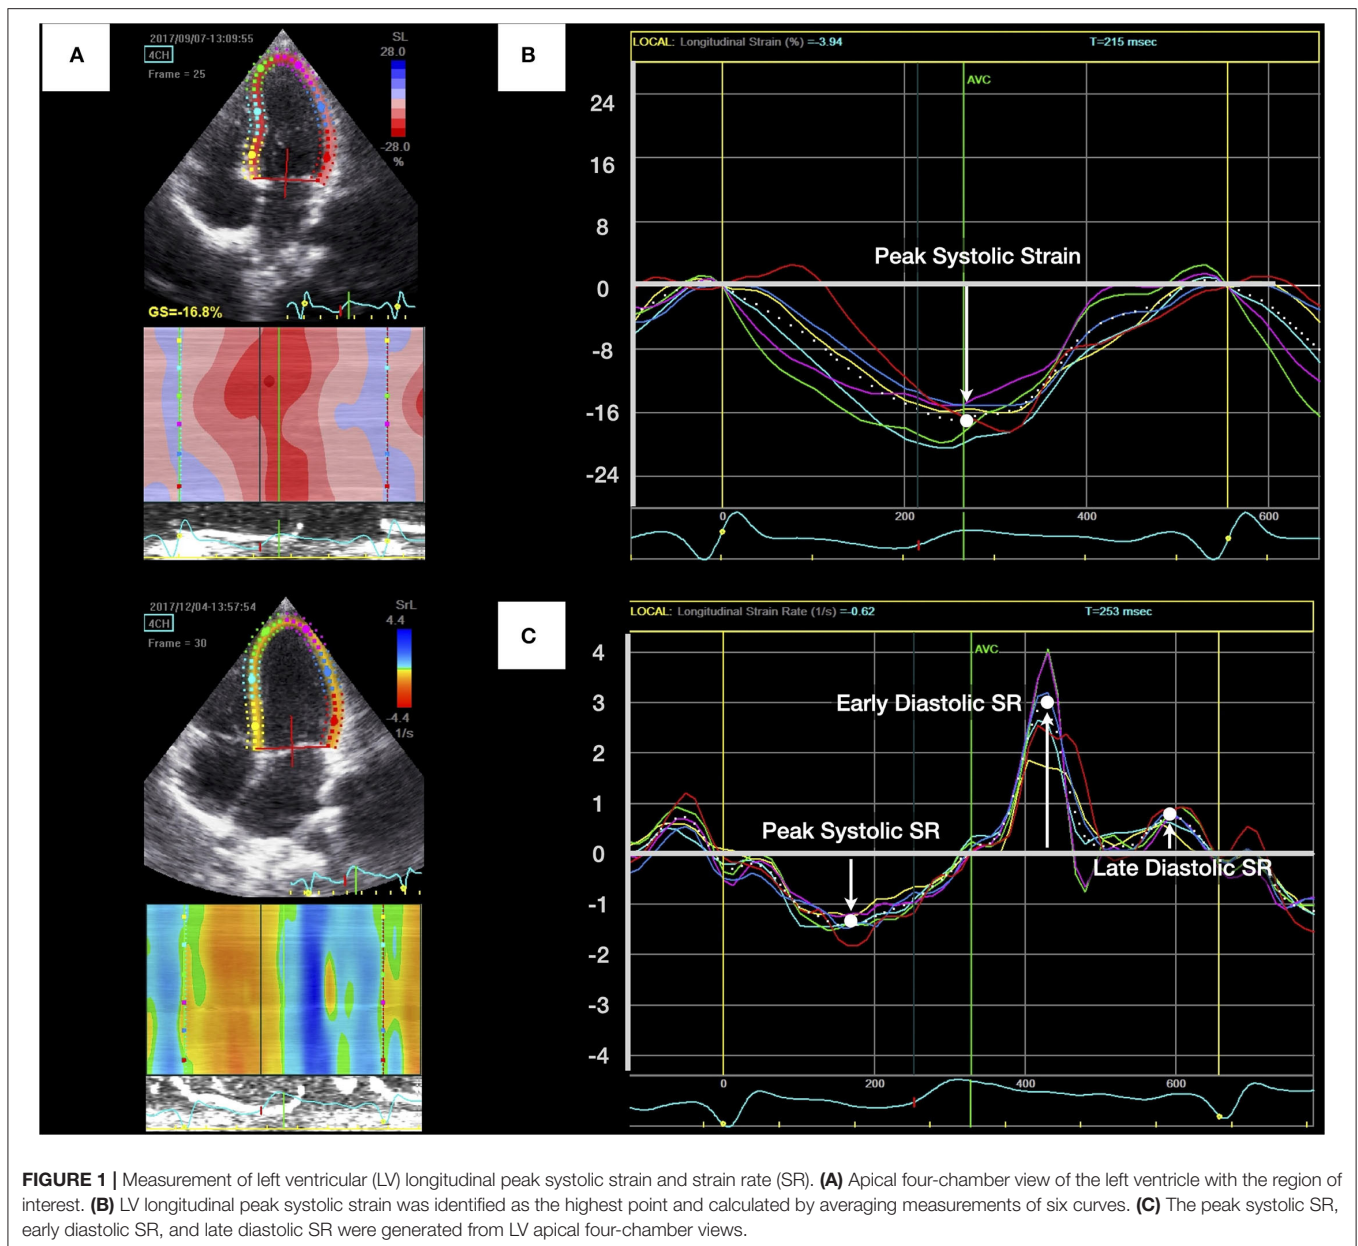 A
2017/09/07-13:09:55
4CH
Frame = 25
SL
28.0
-28.0
%
GS=-16.8%
B
LOCAL: Longitudinal Strain (%) =-3.94
T=215 msec
AVC
24
16
8
0
-8
-16
-24
Peak Systolic Strain
0
200
400
600
2017/12/04-13:57:54
4CH
Frame = 30
SrL
4.4
-4.4
1/s
C
LOCAL: Longitudinal Strain Rate (1/s) =-0.62
T=253 msec
AVC
4
3
2
1
0
-1
-2
-3
-4
Early Diastolic SR
Peak Systolic SR
Late Diastolic SR
0
200
400
600
FIGURE 1 | Measurement of left ventricular (LV) longitudinal peak systolic strain and strain rate (SR). (A) Apical four-chamber view of the left ventricle with the region of
interest. (B) LV longitudinal peak systolic strain was identified as the highest point and calculated by averaging measurements of six curves. (C) The peak systolic SR,
early diastolic SR, and late diastolic SR were generated from LV apical four-chamber views.